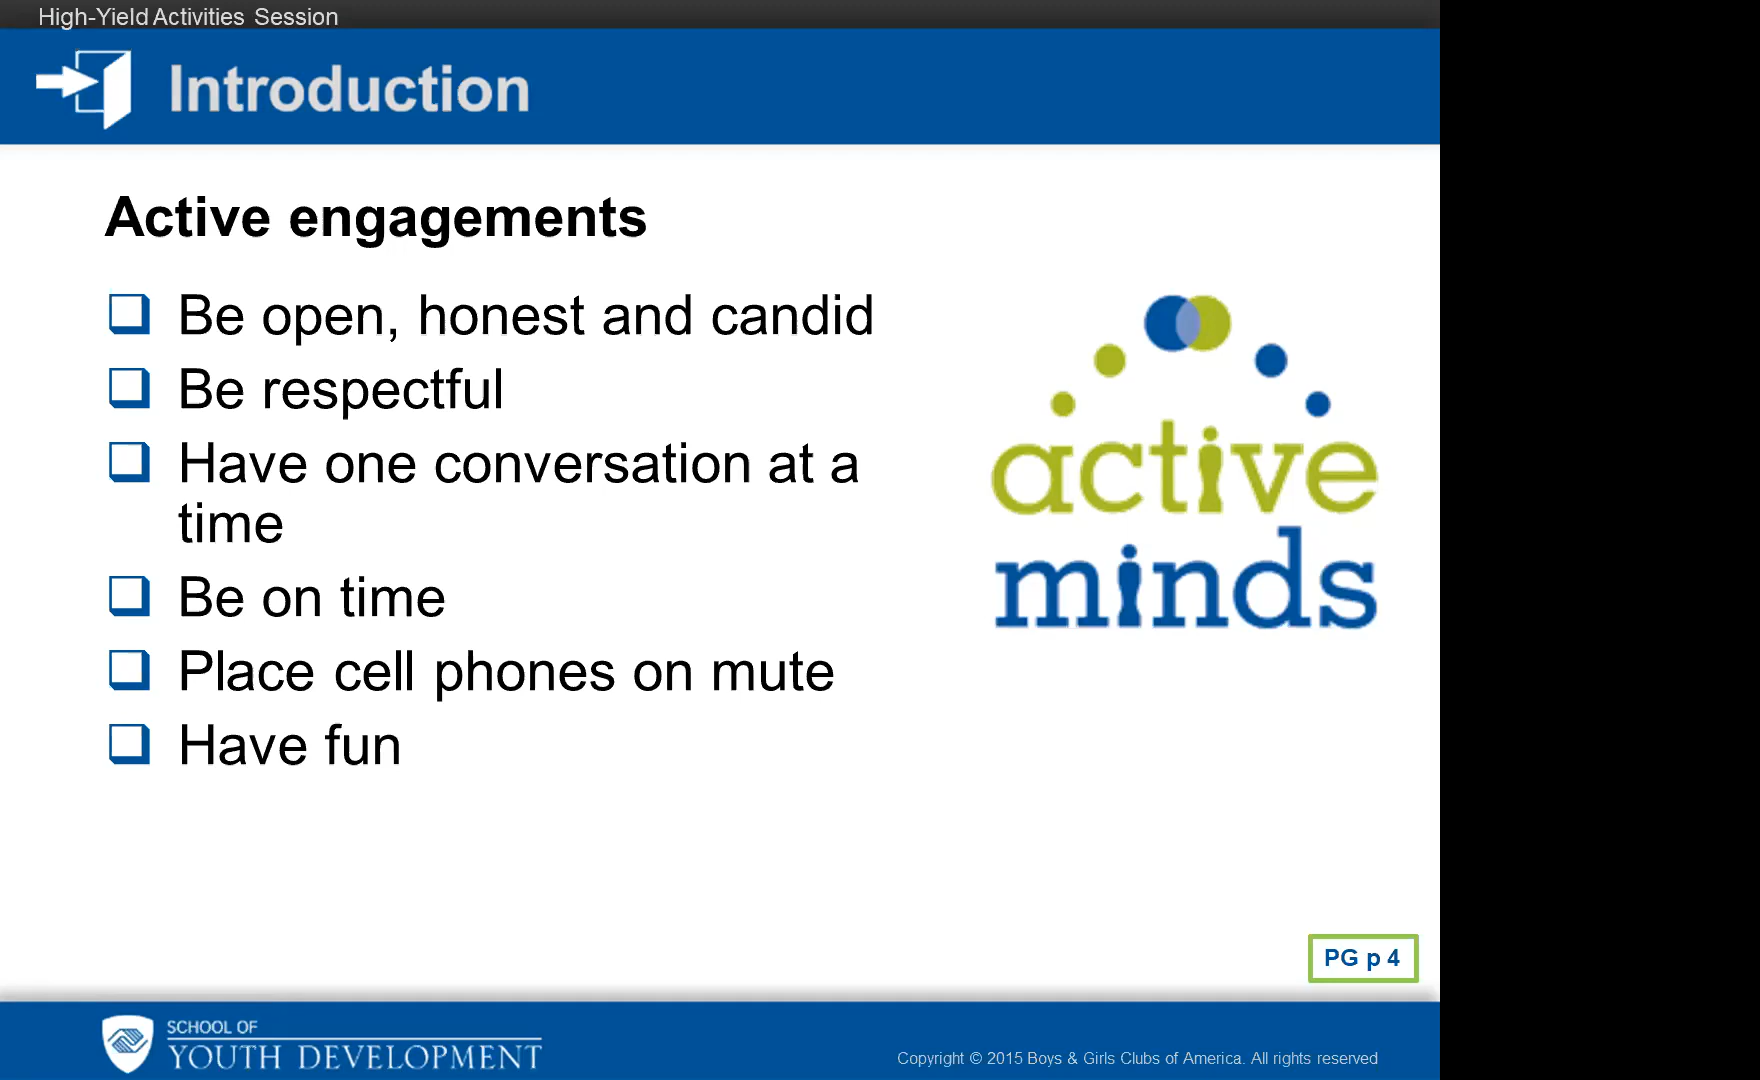 High-Yield Activities Session
Introduction
Active engagements
Be open, honest and candid
Be respectful
Have one conversation at a
time
Be on time
Place cell phones on mute
Have fun
active
minds
PG p 4
SCHOOL OF
YOUTH DEVELOPMENT
Copyright © 2015 Boys & Girls Clubs of America. All rights reserved